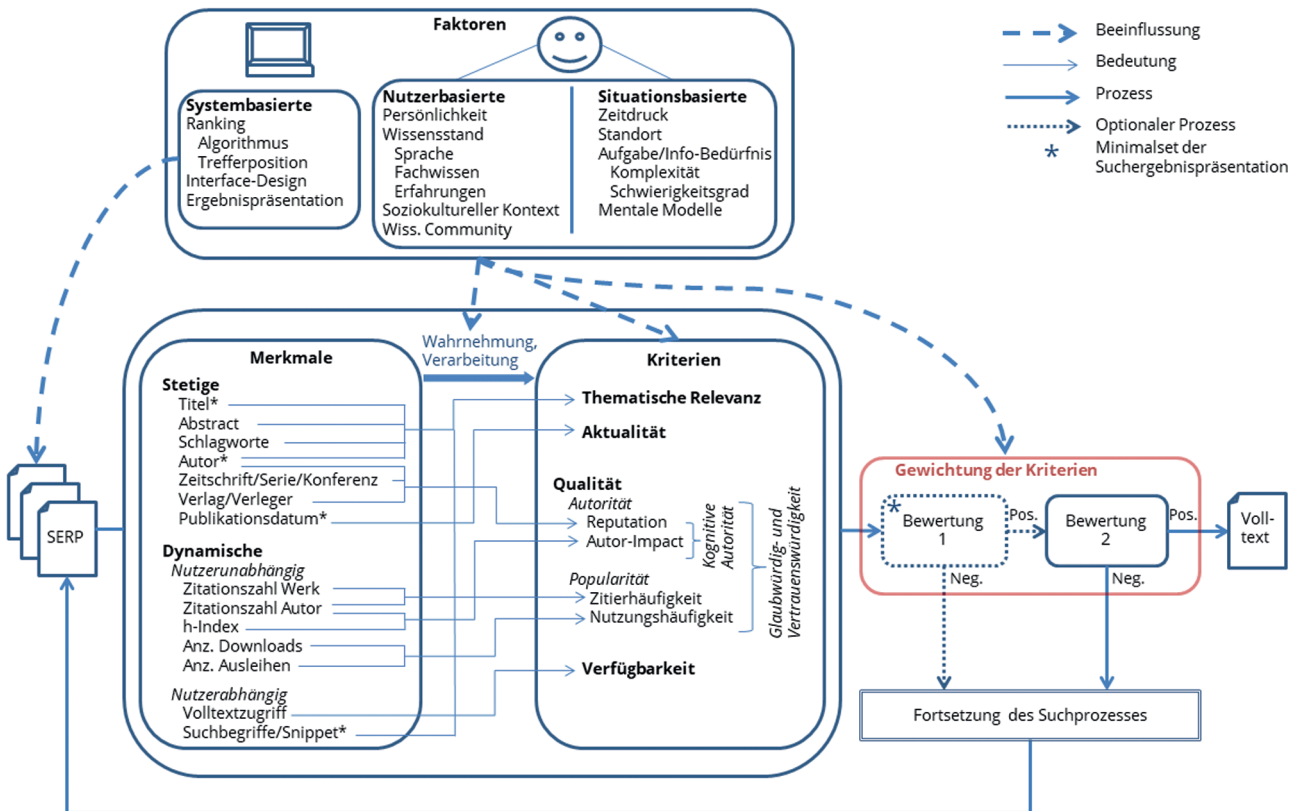 Faktoren
Systembasierte
Ranking
Algorithmus
Trefferposition
Interface-Design
Ergebnispräsentation
Nutzerbasierte
Persönlichkeit
Wissensstand
Sprache
Fachwissen
Erfahrungen
Soziokultureller Kontext
Wiss. Community
Situationsbasierte
Zeitdruck
Standort
Aufgabe/Info-Bedürfnis
Komplexität
Schwierigkeitsgrad
Mentale Modelle
Beeinflussung
Bedeutung
Prozess
Optionaler Prozess
* Minimalset der
Suchergebnispräsentation
SERP
Merkmale
Stetige
Titel*
Abstract
Schlagworte
Autor*
Zeitschrift/Serie/Konferenz
Verlag/Verleger
Publikationsdatum*
Dynamische
Nutzerunabhängig
Zitationszahl Werk
Zitationszahl Autor
h-Index
Anz. Downloads
Anz. Ausleihen
Nutzerabhängig
Volltextzugriff
Suchbegriffe/Snippet*
Wahrnehmung,
Verarbeitung
Kriterien
Thematische Relevanz
Aktualität
Qualität
Autorität
Reputation
Autor-Impact
Kognitive
Autorität
Popularität
Zitierhäufigkeit
Nutzungshäufigkeit
Glaubwürdig- und
Vertrauenswürdigkeit
Verfügbarkeit
Gewichtung der Kriterien
*
Bewertung
1
Pos.
Neg.
Bewertung
2
Pos.
Neg.
Voll-
text
Fortsetzung des Suchprozesses